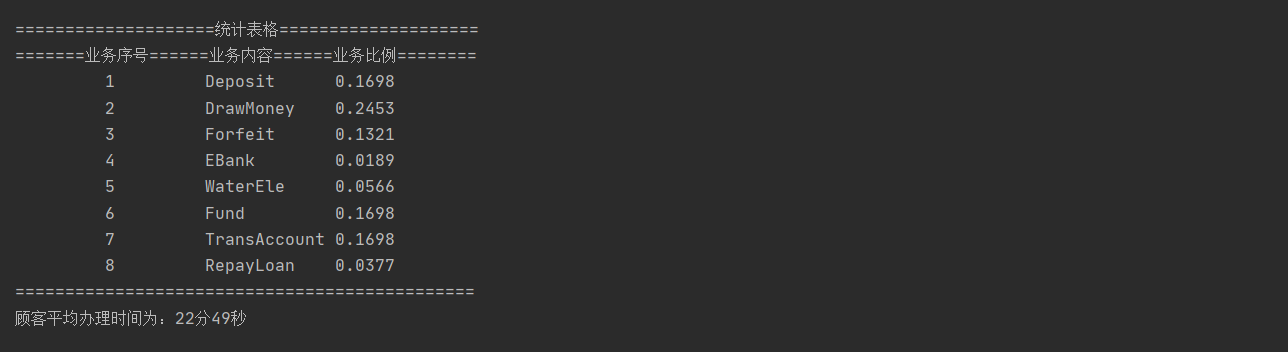 ====================统计表格====================
=======业务序号======业务内容======业务比例========
1 Deposit 0.1698
2 DrawMoney 0.2453
3 Forfeit 0.1321
4 EBank 0.0189
5 WaterEle 0.0566
6 Fund 0.1698
7 TransAccount 0.1698
8 RepayLoan 0.0377
==============================================
顾客平均办理时间为：22分49秒